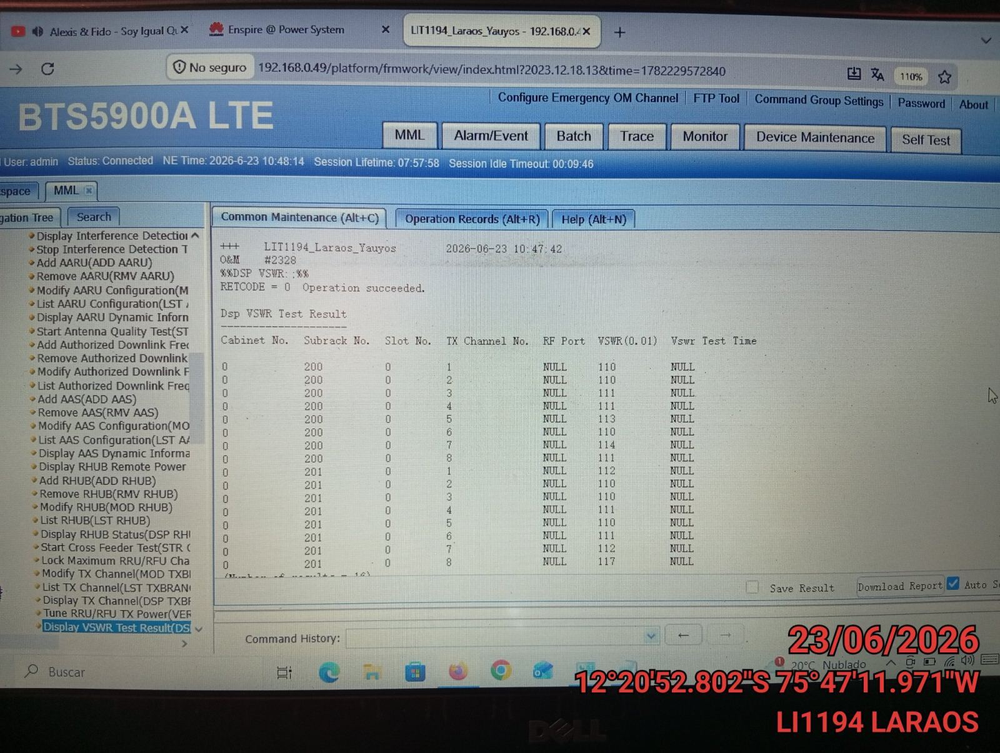 Alexis & Fido - Soy Igual Qu
Enspire @ Power System
LIT1194_Laraos_Yauyos - 192.168.0.4
No seguro
192.168.0.49/platform/frmwork/view/index.html?2023.12.18.13&time=1782229572840
110%
BTS5900A LTE
Configure Emergency OM Channel
FTP Tool
Command Group Settings
Password
About
MML
Alarm/Event
Batch
Trace
Monitor
Device Maintenance
Self Test
User: admin Status: Connected NE Time: 2026-6-23 10:48:14 Session Lifetime: 07:57:58 Session Idle Timeout: 00:09:46
space
MML
gation Tree
Search
Display Interference Detection
Stop Interference Detection T
Add AARU(ADD AARU)
Remove AARU(RMV AARU)
Modify AARU Configuration(M
List AARU Configuration(LST
Display AARU Dynamic Inforn
Start Antenna Quality Test(ST
Add Authorized Downlink Frec
Remove Authorized Downlink
Modify Authorized Downlink F
List Authorized Downlink Freq
Add AAS(ADD AAS)
Remove AAS(RMV AAS)
Modify AAS Configuration(MO
List AAS Configuration(LST AA
Display AAS Dynamic Informa
Display RHUB Remote Power
Add RHUB(ADD RHUB)
Remove RHUB(RMV RHUB)
Modify RHUB(MOD RHUB)
List RHUB(LST RHUB)
Display RHUB Status(DSP RHU
Start Cross Feeder Test(STR C
Lock Maximum RRU/RFU Cha
Modify TX Channel(MOD TXBI
List TX Channel(LST TXBRAN
Display TX Channel(DSP TXBF
Tune RRU/RFU TX Power(VER
Display VSWR Test Result(DS
Common Maintenance (Alt+C)
Operation Records (Alt+R)
Help (Alt+N)
+++ LIT1194_Laraos_Yauyos 2026-06-23 10:47:42
O&M #2328
%%DSP VSWR: ;%%
RETCODE = 0 Operation succeeded.
Dsp VSWR Test Result
--------------------
Cabinet No. Subrack No. Slot No. TX Channel No. RF Port VSWR(0.01) Vswr Test Time
0 200 0 1 NULL 110 NULL
0 200 0 2 NULL 110 NULL
0 200 0 3 NULL 111 NULL
0 200 0 4 NULL 111 NULL
0 200 0 5 NULL 113 NULL
0 200 0 6 NULL 110 NULL
0 200 0 7 NULL 114 NULL
0 200 0 8 NULL 111 NULL
0 201 0 1 NULL 112 NULL
0 201 0 2 NULL 110 NULL
0 201 0 3 NULL 110 NULL
0 201 0 4 NULL 111 NULL
0 201 0 5 NULL 110 NULL
0 201 0 6 NULL 111 NULL
0 201 0 7 NULL 112 NULL
0 201 0 8 NULL 117 NULL
(Number of results = 16)
Save Result
Download Report
Auto S
Command History:
Buscar
1
20°C Nublado
23/06/2026
12°20'52.802"S 75°47'11.971"W
LI1194 LARAOS
DELL